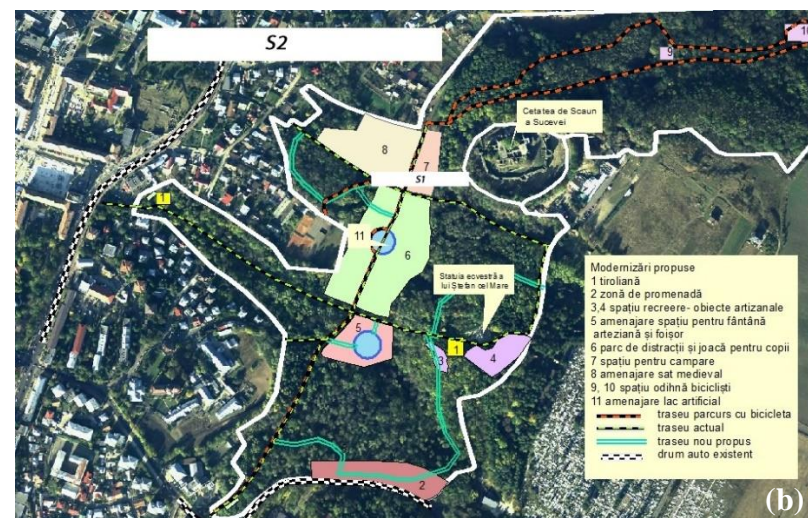 S2
9
10
Cetatea de Scaun
a Sucevei
8
7
S1
1
11
6
Statuia ecvestră a
lui Ștefan cel Mare
5
1
3
4
2
Modernizări propuse
1 tiroliană
2 zonă de promenadă
3,4 spațiu recreere- obiecte artizanale
5 amenajare spațiu pentru fântână
arteziană și foișor
6 parc de distracții și joacă pentru copii
7 spațiu pentru campare
8 amenajare sat medieval
9, 10 spațiu odihnă bicicliști
11 amenajare lac artificial
traseu parcurs cu bicicleta
traseu actual
traseu nou propus
drum auto existent
(b)